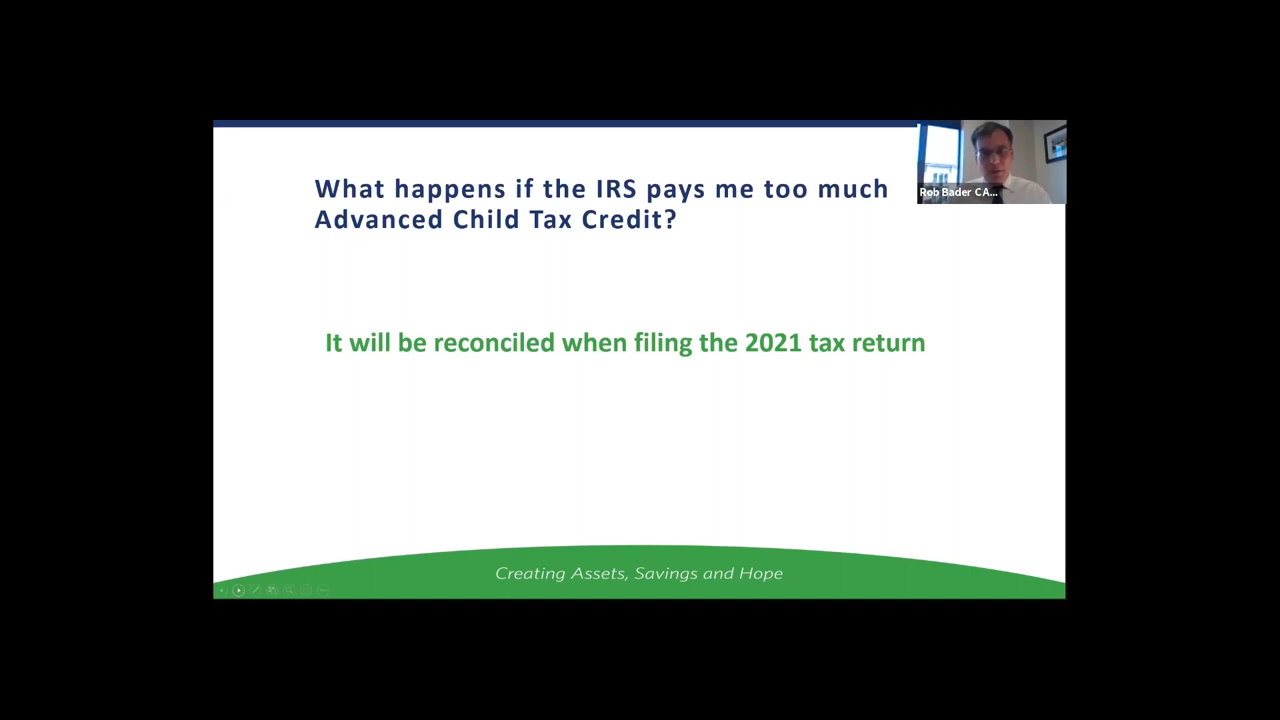 What happens if the IRS pays me too much
Advanced Child Tax Credit?
Rob Bader CA...
It will be reconciled when filing the 2021 tax return
Creating Assets, Savings and Hope